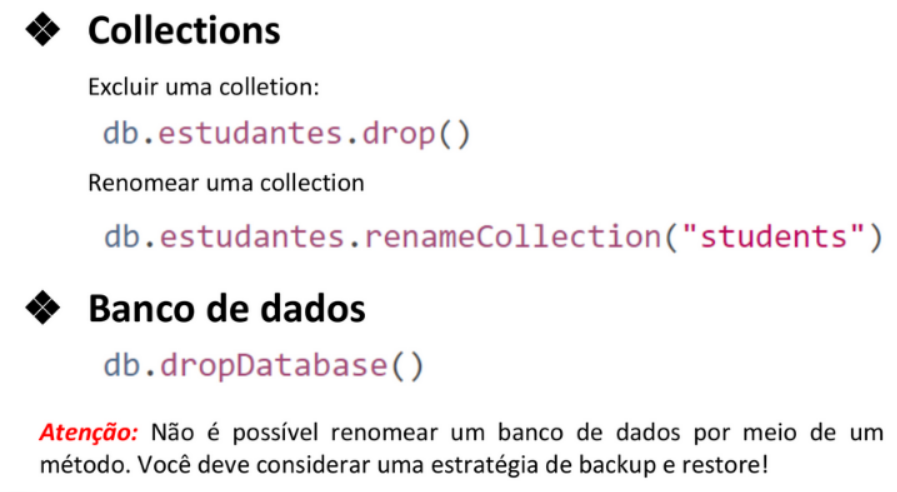 ❖ Collections
Excluir uma colletion:
db.estudantes.drop()
Renomear uma collection
db.estudantes.renameCollection("students")
❖ Banco de dados
db.dropDatabase()
Atenção: Não é possível renomear um banco de dados por meio de um
método. Você deve considerar uma estratégia de backup e restore!